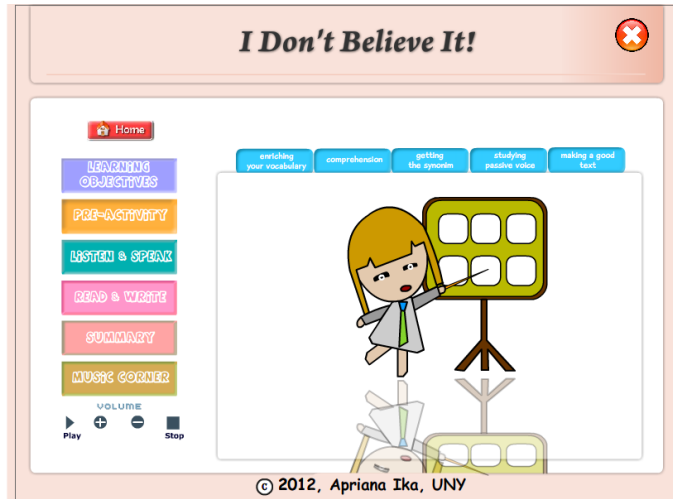 I Don't Believe It!
Home
LEARNING
OBJECTIVES
PRE-ACTIVITY
LISTEN & SPEAK
READ & WRITE
SUMMARY
MUSIC CORNER
VOLUME
Play
Stop
enriching
your vocabulary
comprehension
getting
the synonim
studying
passive voice
making a good
text
© 2012, Apriana Ika, UNY